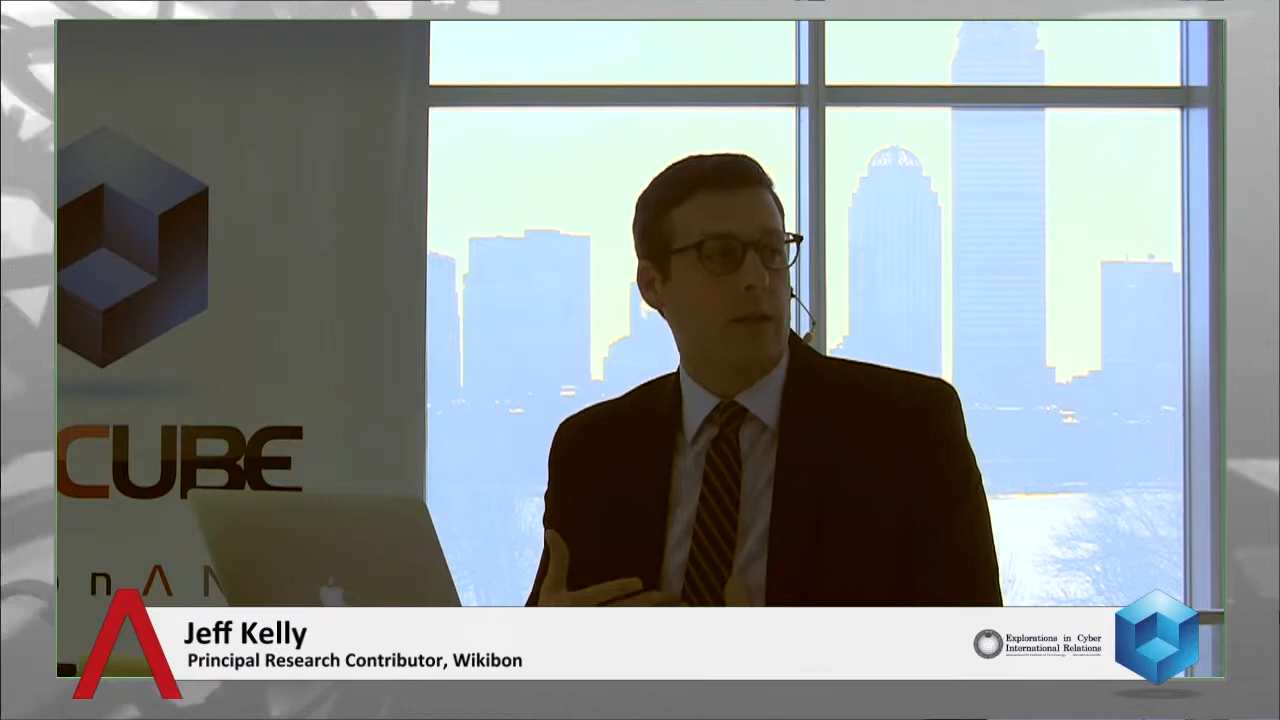 CUBE
Jeff Kelly
Principal Research Contributor, Wikibon
Explorations in Cyber
International Relations